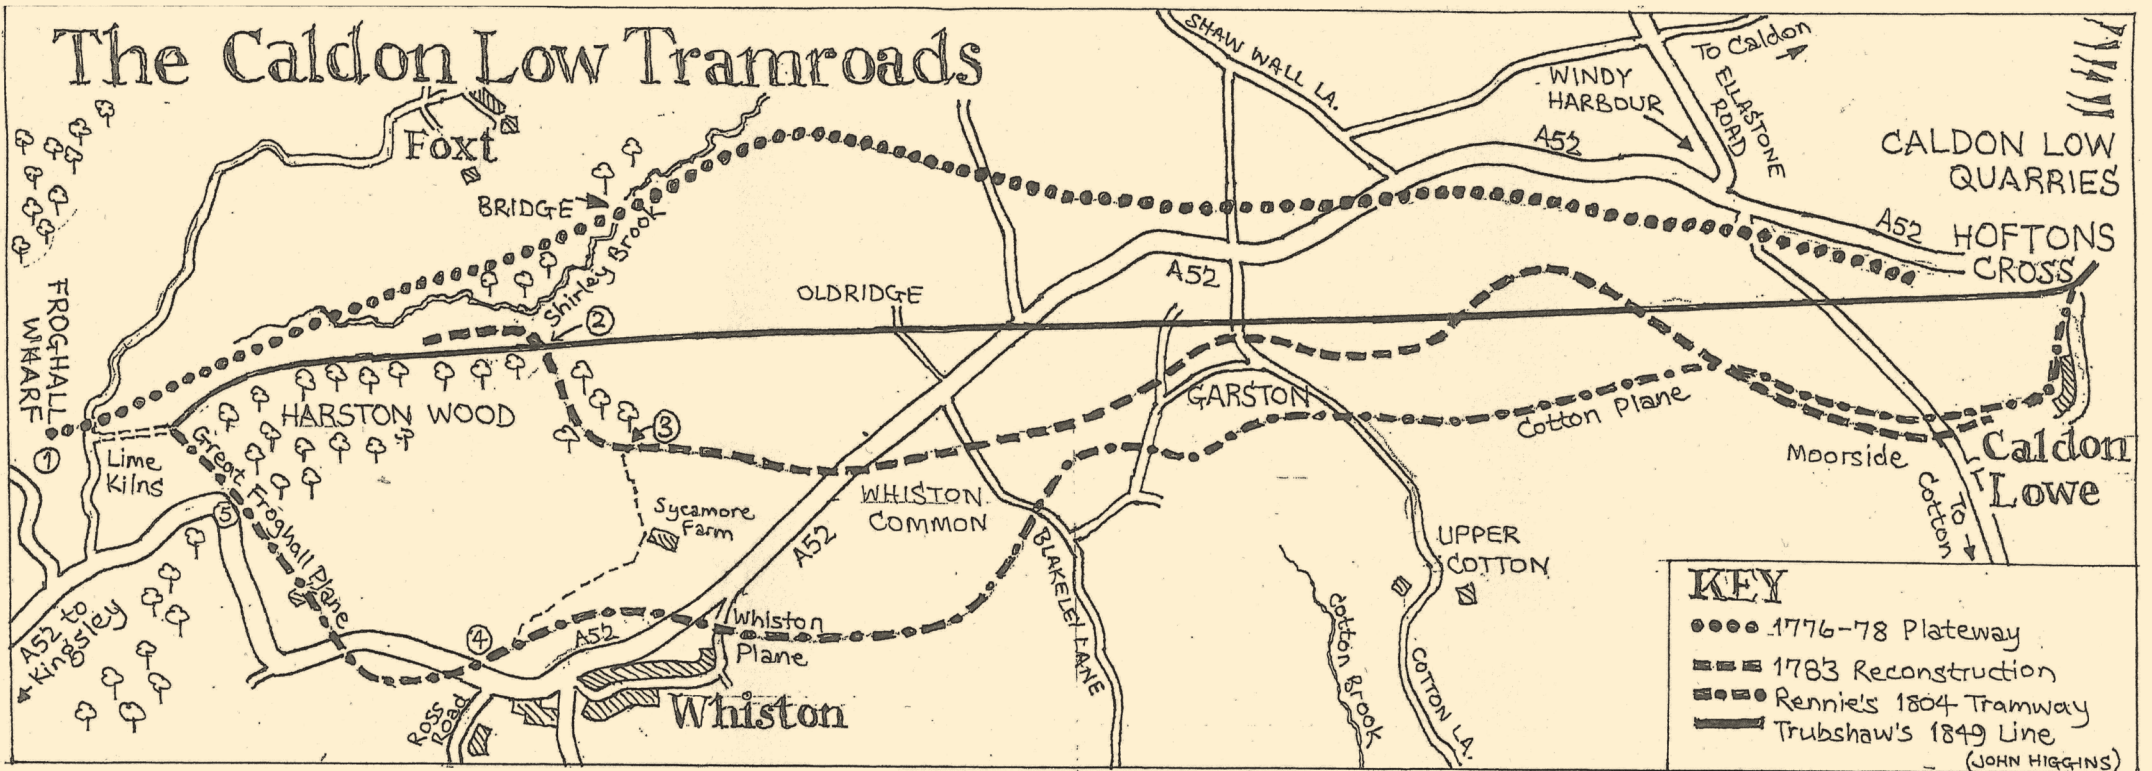 The Caldon Low Tramroads
SHAW WALL LA.
To Caldon
WINDY
HARBOUR
ELLASTONE
ROAD
A52
CALDON LOW
QUARRIES
Foxt
BRIDGE
Shirley Brook
A52
HOFTONS
CROSS
A52
OLDRIDGE
FROGHALL
WHARF
2
HARSTON WOOD
GARSTON
3
1
Lime
Kilns
Great Froghall Plane
Cotton Plane
Moorside
Caldon
Lowe
To
Cotton
WHISTON
COMMON
5
Sycamore
Farm
A52
BLAKELEY LANE
UPPER
COTTON
A52 to
Kingsley
4
A52
Whiston
Plane
Cotton Brook
COTTON LA.
Ross
Road
Whiston
KEY
1776-78 Plateway
1783 Reconstruction
Rennie's 1804 Tramway
Trubshaw's 1849 Line
(JOHN HIGGINS)